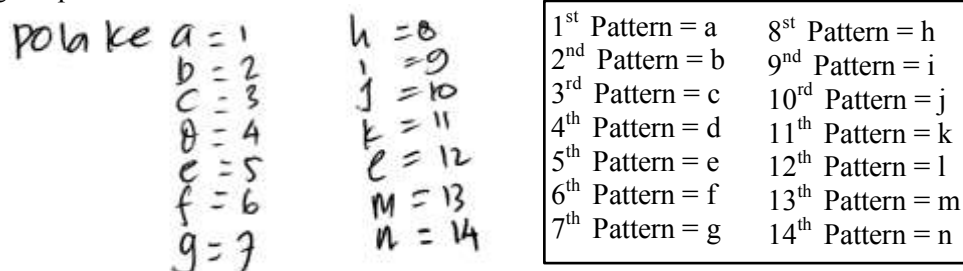 pola ke a = 1
b = 2
c = 3
d = 4
e = 5
f = 6
g = 7
h = 8
i = 9
j = 10
k = 11
l = 12
m = 13
n = 14
1st Pattern = a
2nd Pattern = b
3rd Pattern = c
4th Pattern = d
5th Pattern = e
6th Pattern = f
7th Pattern = g
8st Pattern = h
9nd Pattern = i
10rd Pattern = j
11th Pattern = k
12th Pattern = l
13th Pattern = m
14th Pattern = n